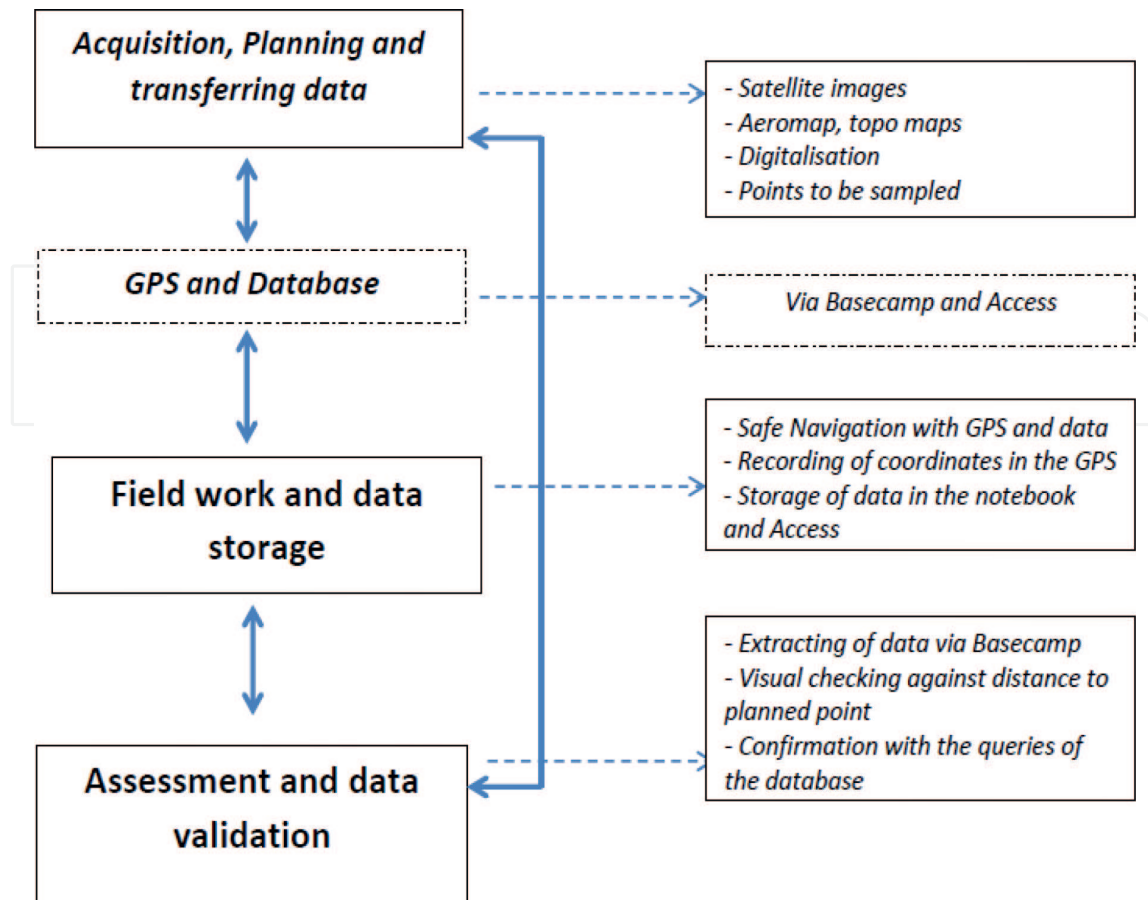 Acquisition, Planning and
transferring data
- Satellite images
- Aeromap, topo maps
- Digitalisation
- Points to be sampled
GPS and Database
Via Basecamp and Access
Field work and data
storage
- Safe Navigation with GPS and data
- Recording of coordinates in the GPS
- Storage of data in the notebook
and Access
Assessment and data
validation
- Extracting of data via Basecamp
- Visual checking against distance to
planned point
- Confirmation with the queries of
the database